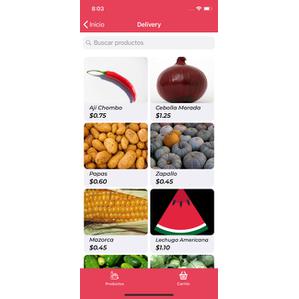 8:03
Inicio
Delivery
Buscar productos
Aji Chombo
$0.75
Cebolla Morada
$1.25
Papas
$0.60
Zapallo
$0.45
Mazorca
$0.45
Lechuga Americana
$1.10
Productos
Carrito